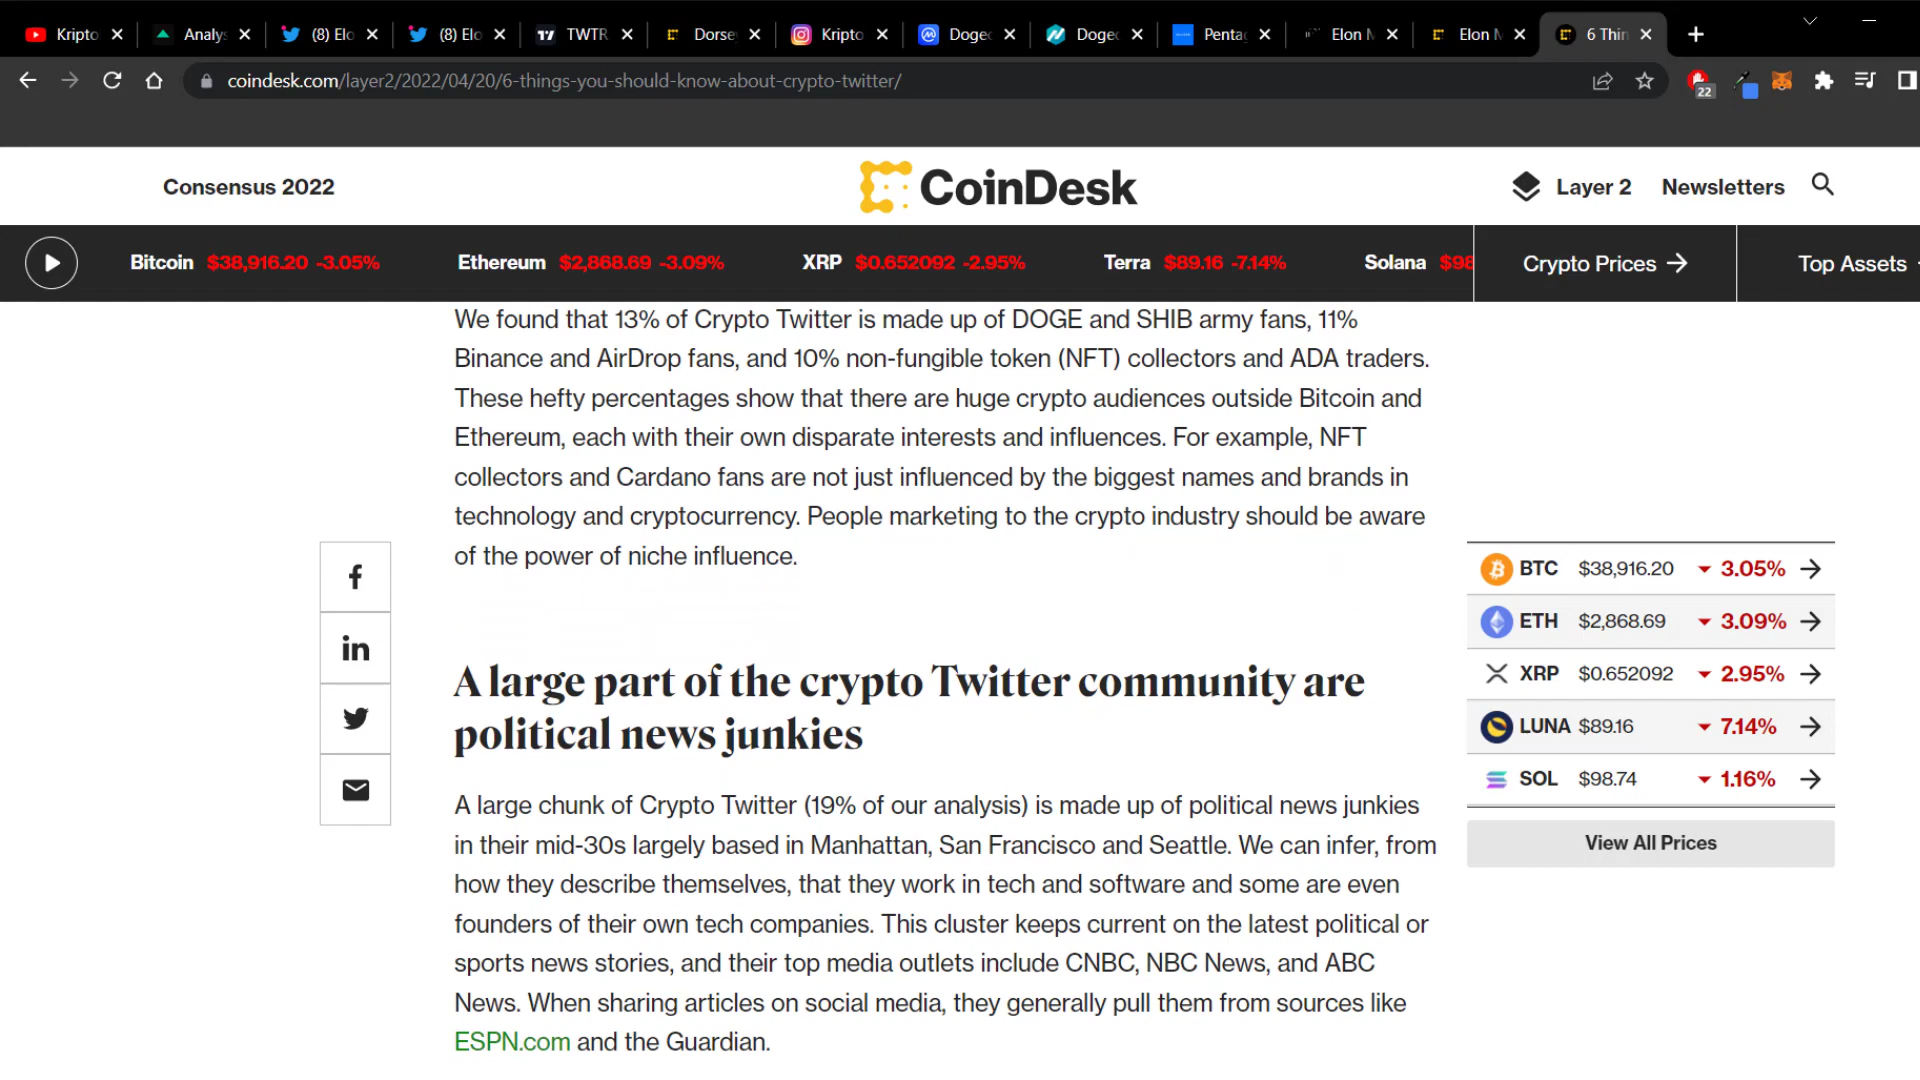 Kripto
Analys
(8) Elo
(8) Elo
TWTR
Dorse
Kripto
Dogec
Dogec
Penta
Elon M
Elon M
6 Thin
coindesk.com/layer2/2022/04/20/6-things-you-should-know-about-crypto-twitter/
22
Consensus 2022
CoinDesk
Layer 2
Newsletters
Bitcoin $38,916.20 -3.05%
Ethereum $2,868.69 -3.09%
XRP $0.652092 -2.95%
Terra $89.16 -7.14%
Solana $98
Crypto Prices
Top Assets
We found that 13% of Crypto Twitter is made up of DOGE and SHIB army fans, 11%
Binance and AirDrop fans, and 10% non-fungible token (NFT) collectors and ADA traders.
These hefty percentages show that there are huge crypto audiences outside Bitcoin and
Ethereum, each with their own disparate interests and influences. For example, NFT
collectors and Cardano fans are not just influenced by the biggest names and brands in
technology and cryptocurrency. People marketing to the crypto industry should be aware
of the power of niche influence.
A large part of the crypto Twitter community are
political news junkies
A large chunk of Crypto Twitter (19% of our analysis) is made up of political news junkies
in their mid-30s largely based in Manhattan, San Francisco and Seattle. We can infer, from
how they describe themselves, that they work in tech and software and some are even
founders of their own tech companies. This cluster keeps current on the latest political or
sports news stories, and their top media outlets include CNBC, NBC News, and ABC
News. When sharing articles on social media, they generally pull them from sources like
ESPN.com and the Guardian.
BTC $38,916.20 3.05%
ETH $2,868.69 3.09%
XRP $0.652092 2.95%
LUNA $89.16 7.14%
SOL $98.74 1.16%
View All Prices